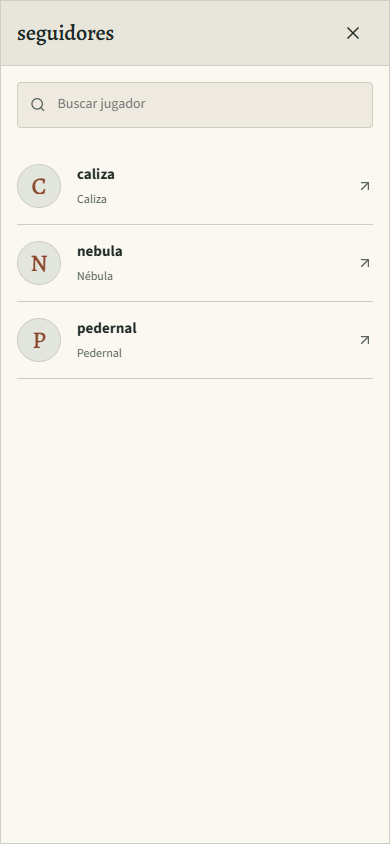 seguidores
Buscar jugador
C
caliza
Caliza
N
nebula
Nébula
P
pedernal
Pedernal